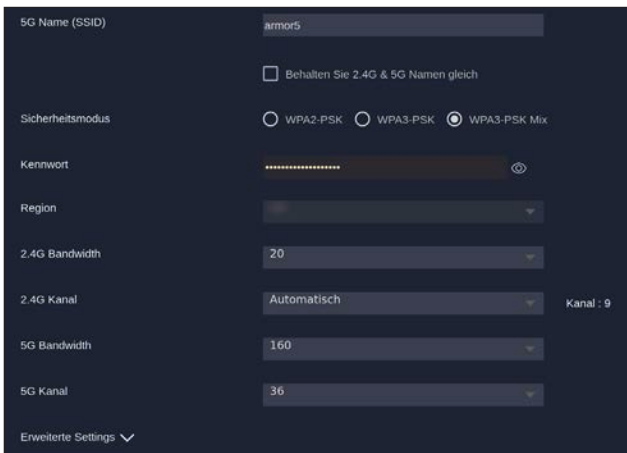 5G Name (SSID) armor5
Behalten Sie 2.4G & 5G Namen gleich
Sicherheitsmodus WPA2-PSK WPA3-PSK WPA3-PSK Mix
Kennwort ••••••••••••••••••••
Region
2.4G Bandwidth 20
2.4G Kanal Automatisch Kanal : 9
5G Bandwidth 160
5G Kanal 36
Erweiterte Settings